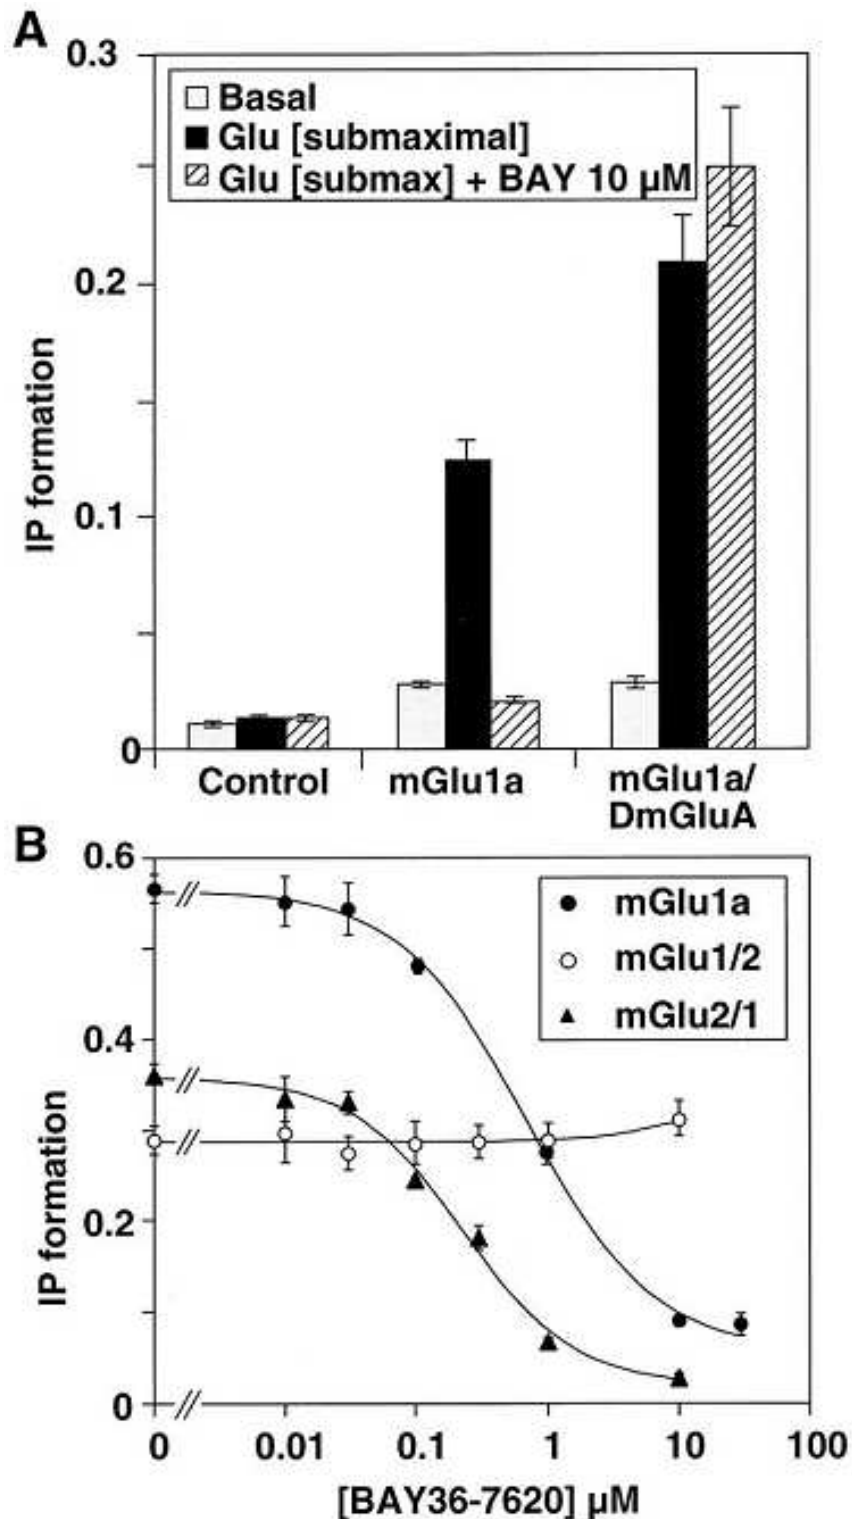 A
0.3
Basal
Glu [submaximal]
Glu [submax] + BAY 10 µM
0.2
IP formation
0.1
0
Control
mGlu1a
mGlu1a/
DmGluA
B
0.6
mGlu1a
mGlu1/2
mGlu2/1
0.4
IP formation
0.2
0
0 0.01 0.1 1 10 100
[BAY36-7620] µM